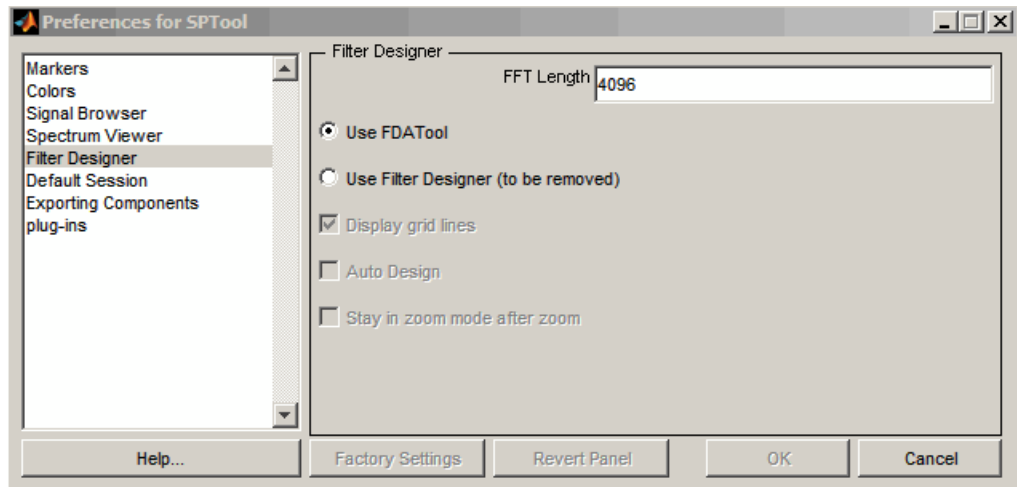 Preferences for SPTool
Markers
Colors
Signal Browser
Spectrum Viewer
Filter Designer
Default Session
Exporting Components
plug-ins
Filter Designer
FFT Length 4096
Use FDATool
Use Filter Designer (to be removed)
Display grid lines
Auto Design
Stay in zoom mode after zoom
Help... Factory Settings Revert Panel OK Cancel